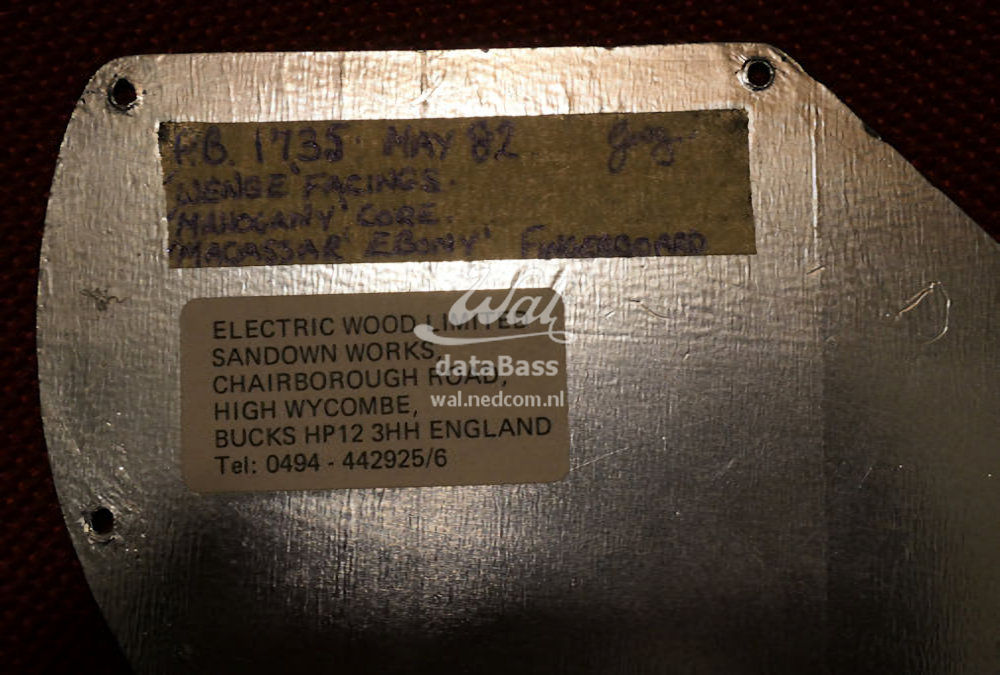 P.B. 1735 MAY 82
'WENGE' FACINGS.
'MAHOGANY' CORE.
'MACASSAR' EBONY' FINGERBOARD
ELECTRIC WOOD LIMITED
SANDOWN WORKS,
CHAIRBOROUGH ROAD,
HIGH WYCOMBE,
BUCKS HP12 3HH ENGLAND
Tel: 0494 - 442925/6
Wal
dataBass
wal.nedcom.nl